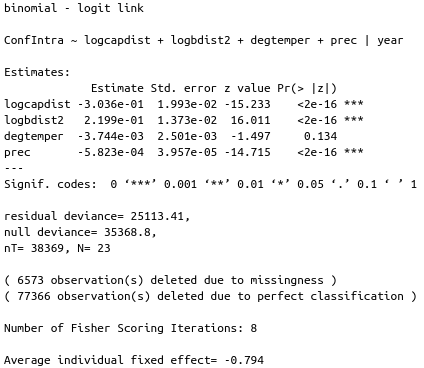 binomial - logit link
ConfIntra ~ logcapdist + logbdist2 + degtemper + prec | year
Estimates:
Estimate Std. error z value Pr(> |z|)
logcapdist -3.036e-01 1.993e-02 -15.233 <2e-16 ***
logbdist2 2.199e-01 1.373e-02 16.011 <2e-16 ***
degtemper -3.744e-03 2.501e-03 -1.497 0.134
prec -5.823e-04 3.957e-05 -14.715 <2e-16 ***
---
Signif. codes: 0 ‘***’ 0.001 ‘**’ 0.01 ‘*’ 0.05 ‘.’ 0.1 ‘ ’ 1
residual deviance= 25113.41,
null deviance= 35368.8,
nT= 38369, N= 23
( 6573 observation(s) deleted due to missingness )
( 77366 observation(s) deleted due to perfect classification )
Number of Fisher Scoring Iterations: 8
Average individual fixed effect= -0.794